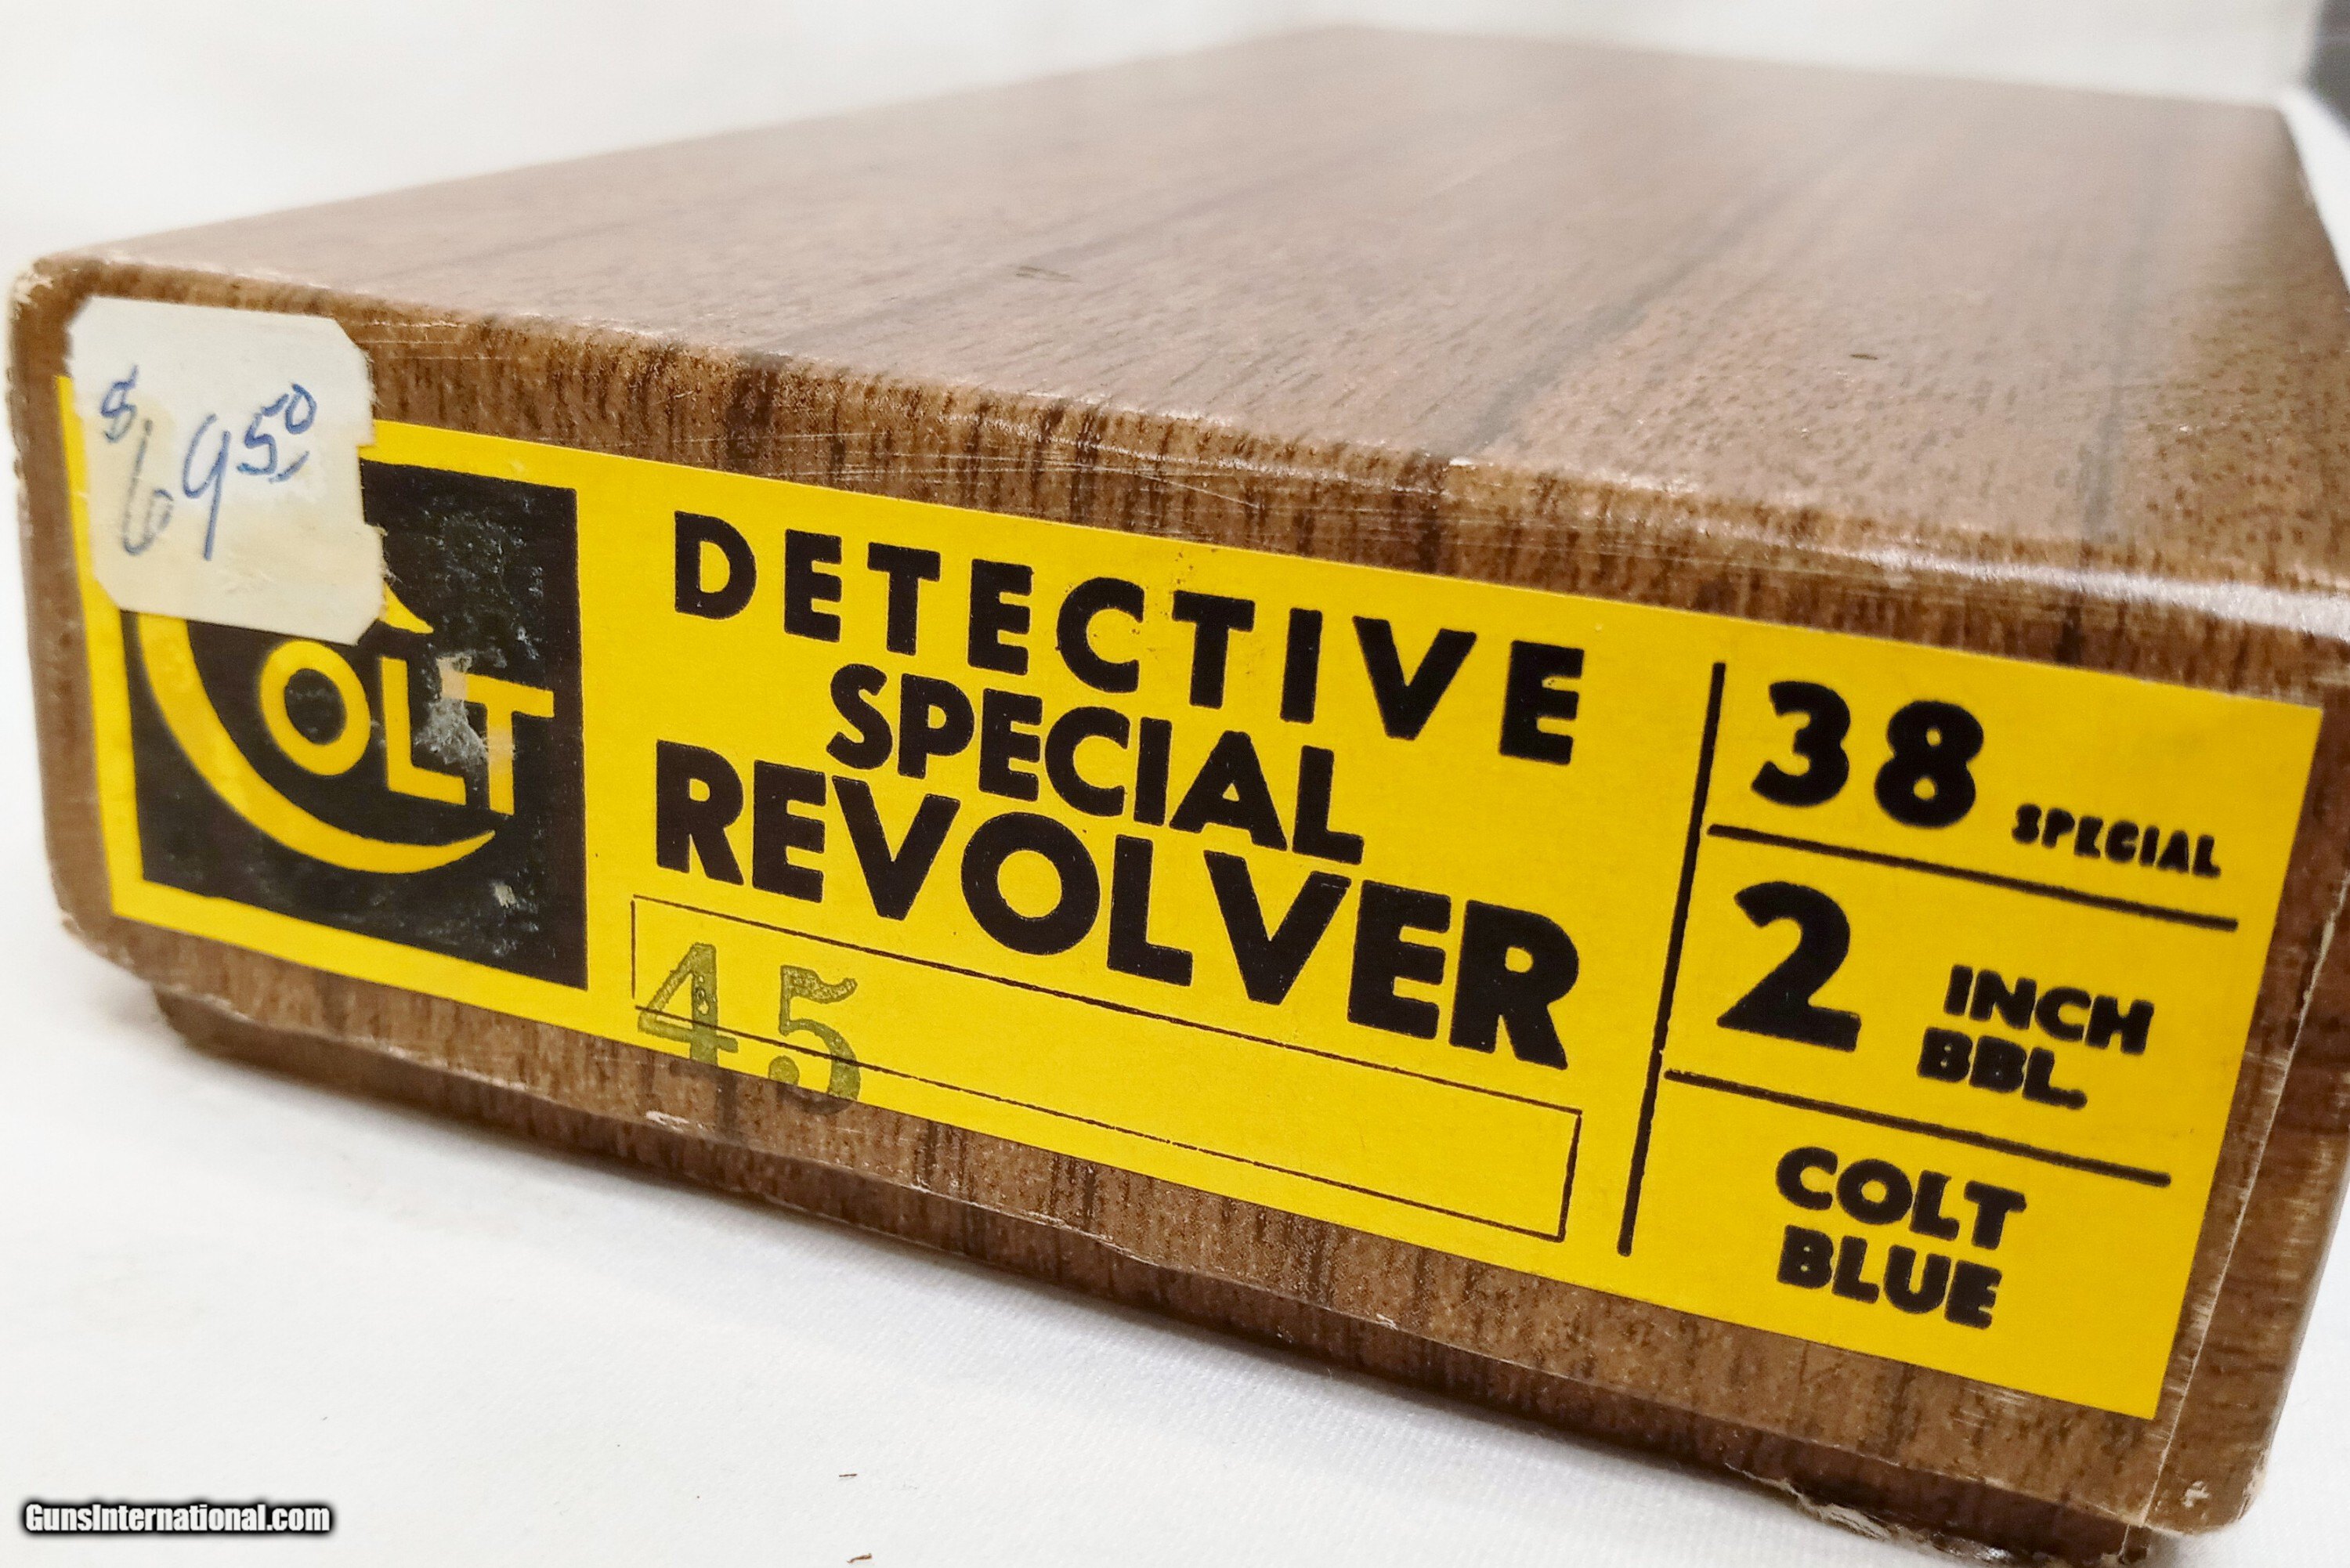 $69.50
COLT
DETECTIVE
SPECIAL
REVOLVER
45
38 SPECIAL
2 INCH
BBL.
COLT
BLUE
GunsInternational.com